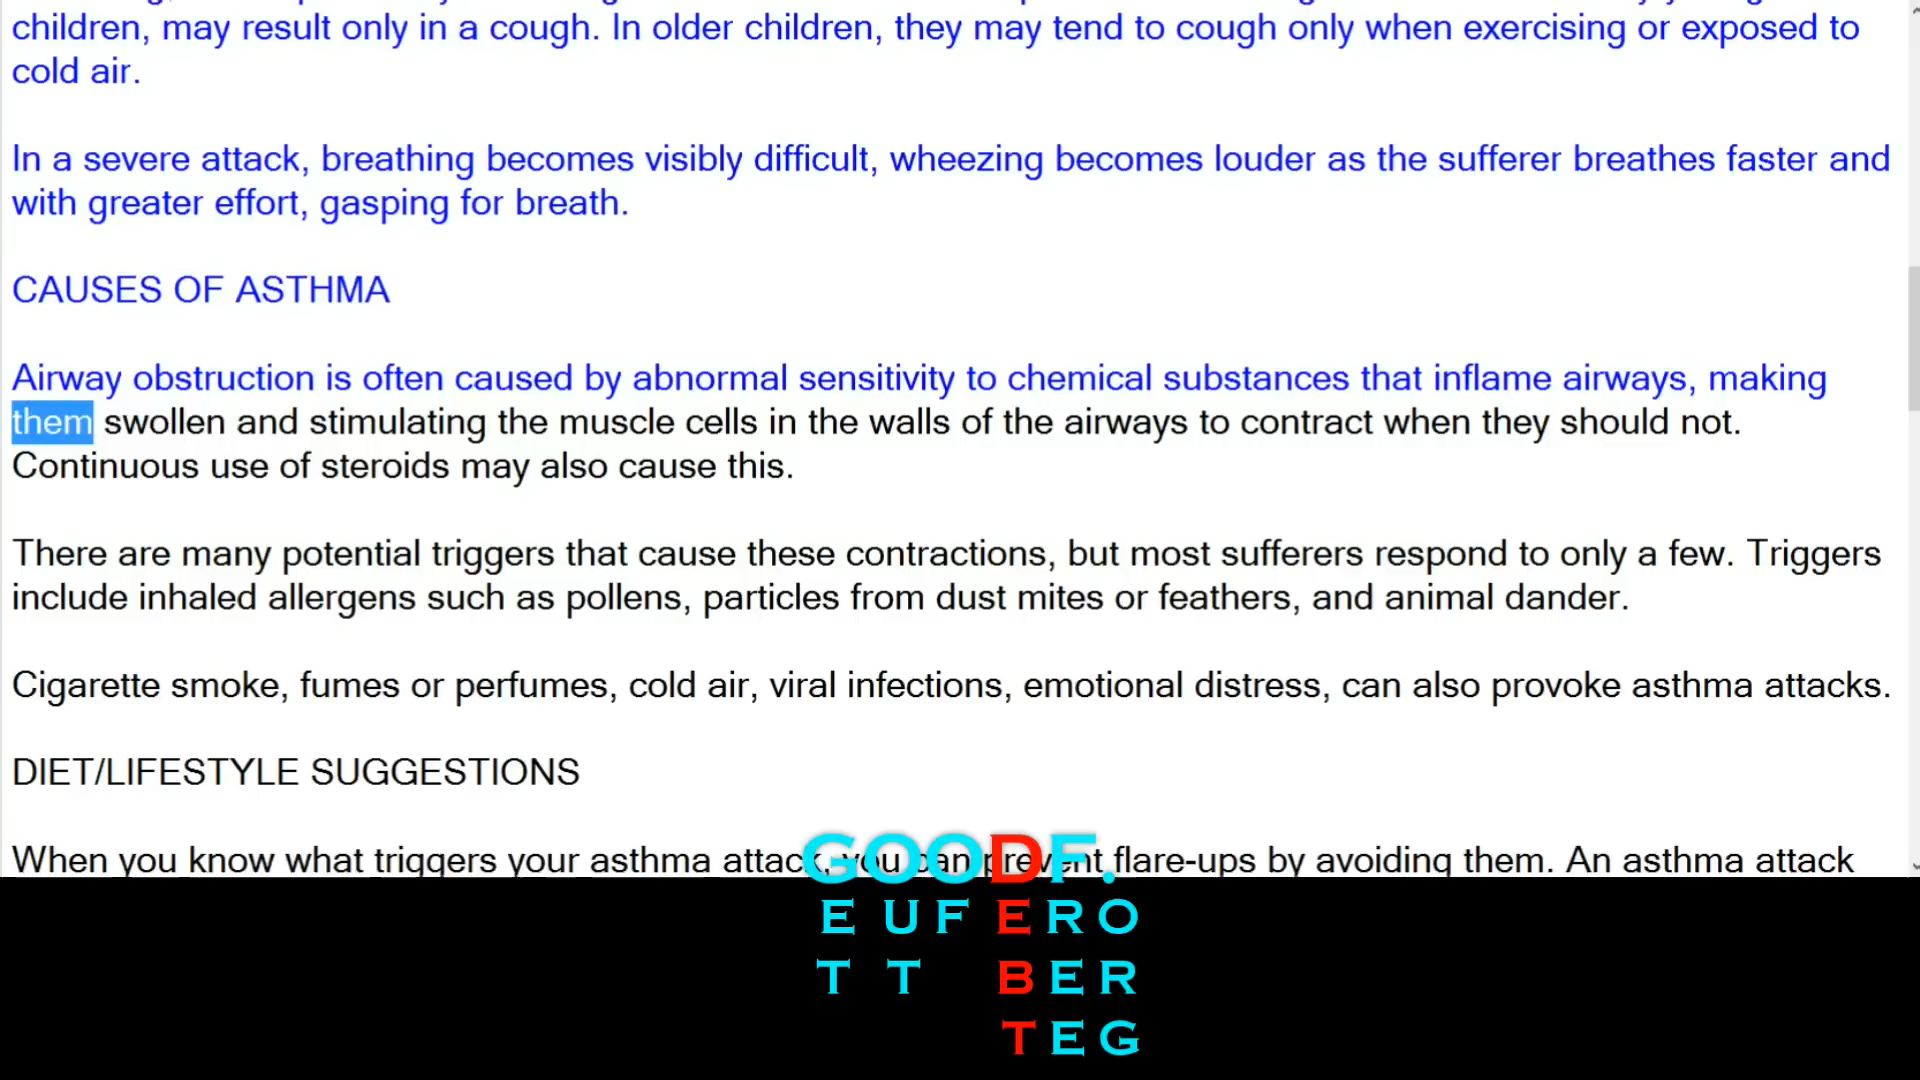 children, may result only in a cough. In older children, they may tend to cough only when exercising or exposed to
cold air.
In a severe attack, breathing becomes visibly difficult, wheezing becomes louder as the sufferer breathes faster and
with greater effort, gasping for breath.
CAUSES OF ASTHMA
Airway obstruction is often caused by abnormal sensitivity to chemical substances that inflame airways, making
them swollen and stimulating the muscle cells in the walls of the airways to contract when they should not.
Continuous use of steroids may also cause this.
There are many potential triggers that cause these contractions, but most sufferers respond to only a few. Triggers
include inhaled allergens such as pollens, particles from dust mites or feathers, and animal dander.
Cigarette smoke, fumes or perfumes, cold air, viral infections, emotional distress, can also provoke asthma attacks.
DIET/LIFESTYLE SUGGESTIONS
When you know what triggers your asthma attack, you can prevent flare-ups by avoiding them. An asthma attack
GOODF.
E U F E R O
T T B E R
T E G